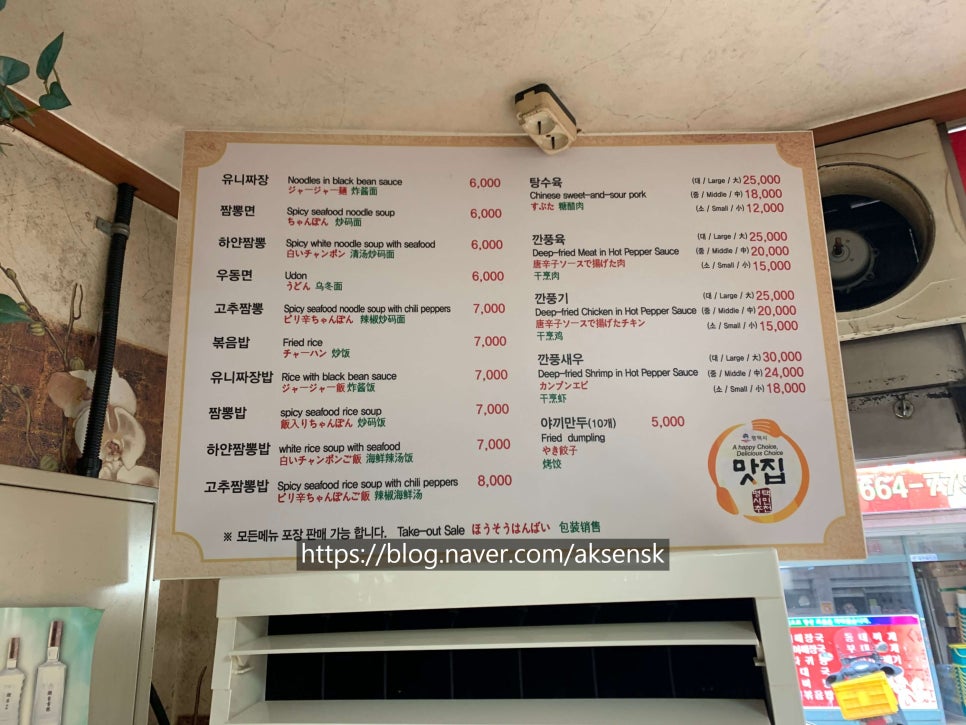 유니짜장 Noodles in black bean sauce 6,000
ジャージャー麺 炸酱面
짬뽕면 Spicy seafood noodle soup 6,000
ちゃんぽん 炒码面
하얀짬뽕 Spicy white noodle soup with seafood 6,000
白いチャンポン 清汤炒码面
우동면 Udon 6,000
うどん 乌冬面
고추짬뽕 Spicy seafood noodle soup with chili peppers 7,000
ピリ辛ちゃんぽん 辣椒炒码面
볶음밥 Fried rice 7,000
チャーハン 炒饭
유니짜장밥 Rice with black bean sauce 7,000
ジャージャー飯 炸酱饭
짬뽕밥 spicy seafood rice soup 7,000
飯入りちゃんぽん 炒码饭
하얀짬뽕밥 white rice soup with seafood 7,000
白いチャンポンご飯 海鲜辣汤饭
고추짬뽕밥 Spicy seafood rice soup with chili peppers 8,000
ピリ辛ちゃんぽんご飯 辣椒海鲜汤
탕수육 (대 / Large / 大) 25,000
Chinese sweet-and-sour pork (중 / Middle / 中) 18,000
すぶた 糖醋肉 (소 / Small / 小) 12,000
깐풍육 (대 / Large / 大) 25,000
Deep-fried Meat in Hot Pepper Sauce (중 / Middle / 中) 20,000
唐辛子ソースで揚げた肉 (소 / Small / 小) 15,000
干烹肉
깐풍기 (대 / Large / 大) 25,000
Deep-fried Chicken in Hot Pepper Sauce (중 / Middle / 中) 20,000
唐辛子ソースで揚げたチキン (소 / Small / 小) 15,000
干烹鸡
깐풍새우 (대 / Large / 大) 30,000
Deep-fried Shrimp in Hot Pepper Sauce (중 / Middle / 中) 24,000
カンプンエビ (소 / Small / 小) 18,000
干烹虾
야끼만두(10개) 5,000
Fried dumpling
やき餃子
烤饺
평택시
A happy Choice,
Delicious Choice
맛집
평택
시민
추천
※ 모든메뉴 포장 판매 가능 합니다. Take-out Sale ほうそうはんばい 包装销售
https://blog.naver.com/aksensk